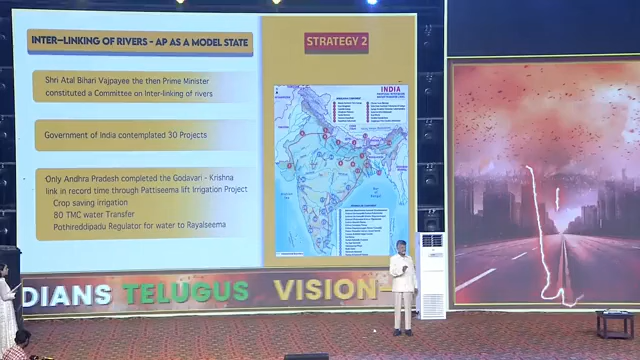 INTER-LINKING OF RIVERS - AP AS A MODEL STATE
Shri Atal Bihari Vajpayee the then Prime Minister
constituted a Committee on Inter-linking of rivers
Government of India contemplated 30 Projects
Only Andhra Pradesh completed the Godavari - Krishna
link in record time through Pattiseema lift Irrigation Project
Crop saving irrigation
80 TMC water Transfer
Pothireddipadu Regulator for water to Rayalseema
STRATEGY 2
INDIA
DIANS TELUGUS VISION-